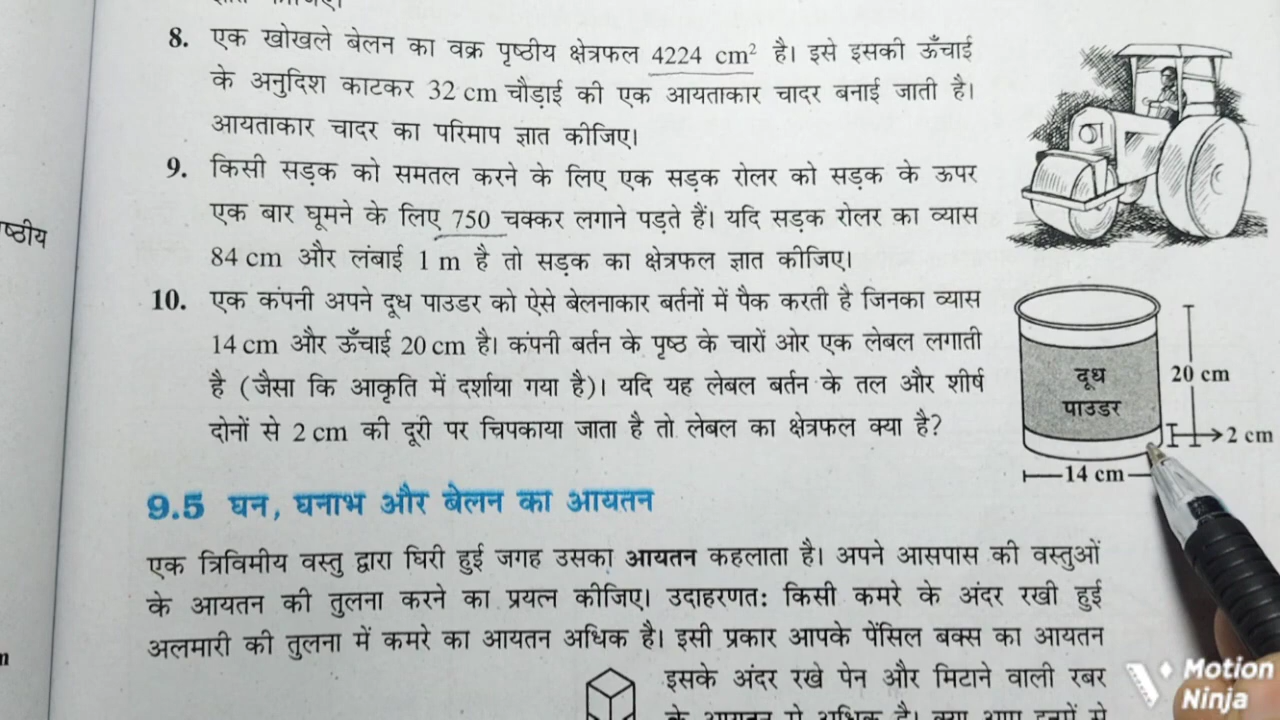 8. एक खोखले बेलन का वक्र पृष्ठीय क्षेत्रफल 4224 cm² है। इसे इसकी ऊँचाई
के अनुदिश काटकर 32 cm चौड़ाई की एक आयताकार चादर बनाई जाती है।
आयताकार चादर का परिमाप ज्ञात कीजिए।
9. किसी सड़क को समतल करने के लिए एक सड़क रोलर को सड़क के ऊपर
एक बार घूमने के लिए 750 चक्कर लगाने पड़ते हैं। यदि सड़क रोलर का व्यास
84 cm और लंबाई 1 m है तो सड़क का क्षेत्रफल ज्ञात कीजिए।
10. एक कंपनी अपने दूध पाउडर को ऐसे बेलनाकार बर्तनों में पैक करती है जिनका व्यास
14 cm और ऊँचाई 20 cm है। कंपनी बर्तन के पृष्ठ के चारों ओर एक लेबल लगाती
है (जैसा कि आकृति में दर्शाया गया है)। यदि यह लेबल बर्तन के तल और शीर्ष
दोनों से 2 cm की दूरी पर चिपकाया जाता है तो लेबल का क्षेत्रफल क्या है?
दूध
पाउडर
20 cm
2 cm
14 cm
9.5 घन, घनाभ और बेलन का आयतन
एक त्रिविमीय वस्तु द्वारा घिरी हुई जगह उसका आयतन कहलाता है। अपने आसपास की वस्तुओं
के आयतन की तुलना करने का प्रयत्न कीजिए। उदाहरणतः किसी कमरे के अंदर रखी हुई
अलमारी की तुलना में कमरे का आयतन अधिक है। इसी प्रकार आपके पेंसिल बक्स का आयतन
इसके अंदर रखे पेन और मिटाने वाली रबर
Motion
Ninja